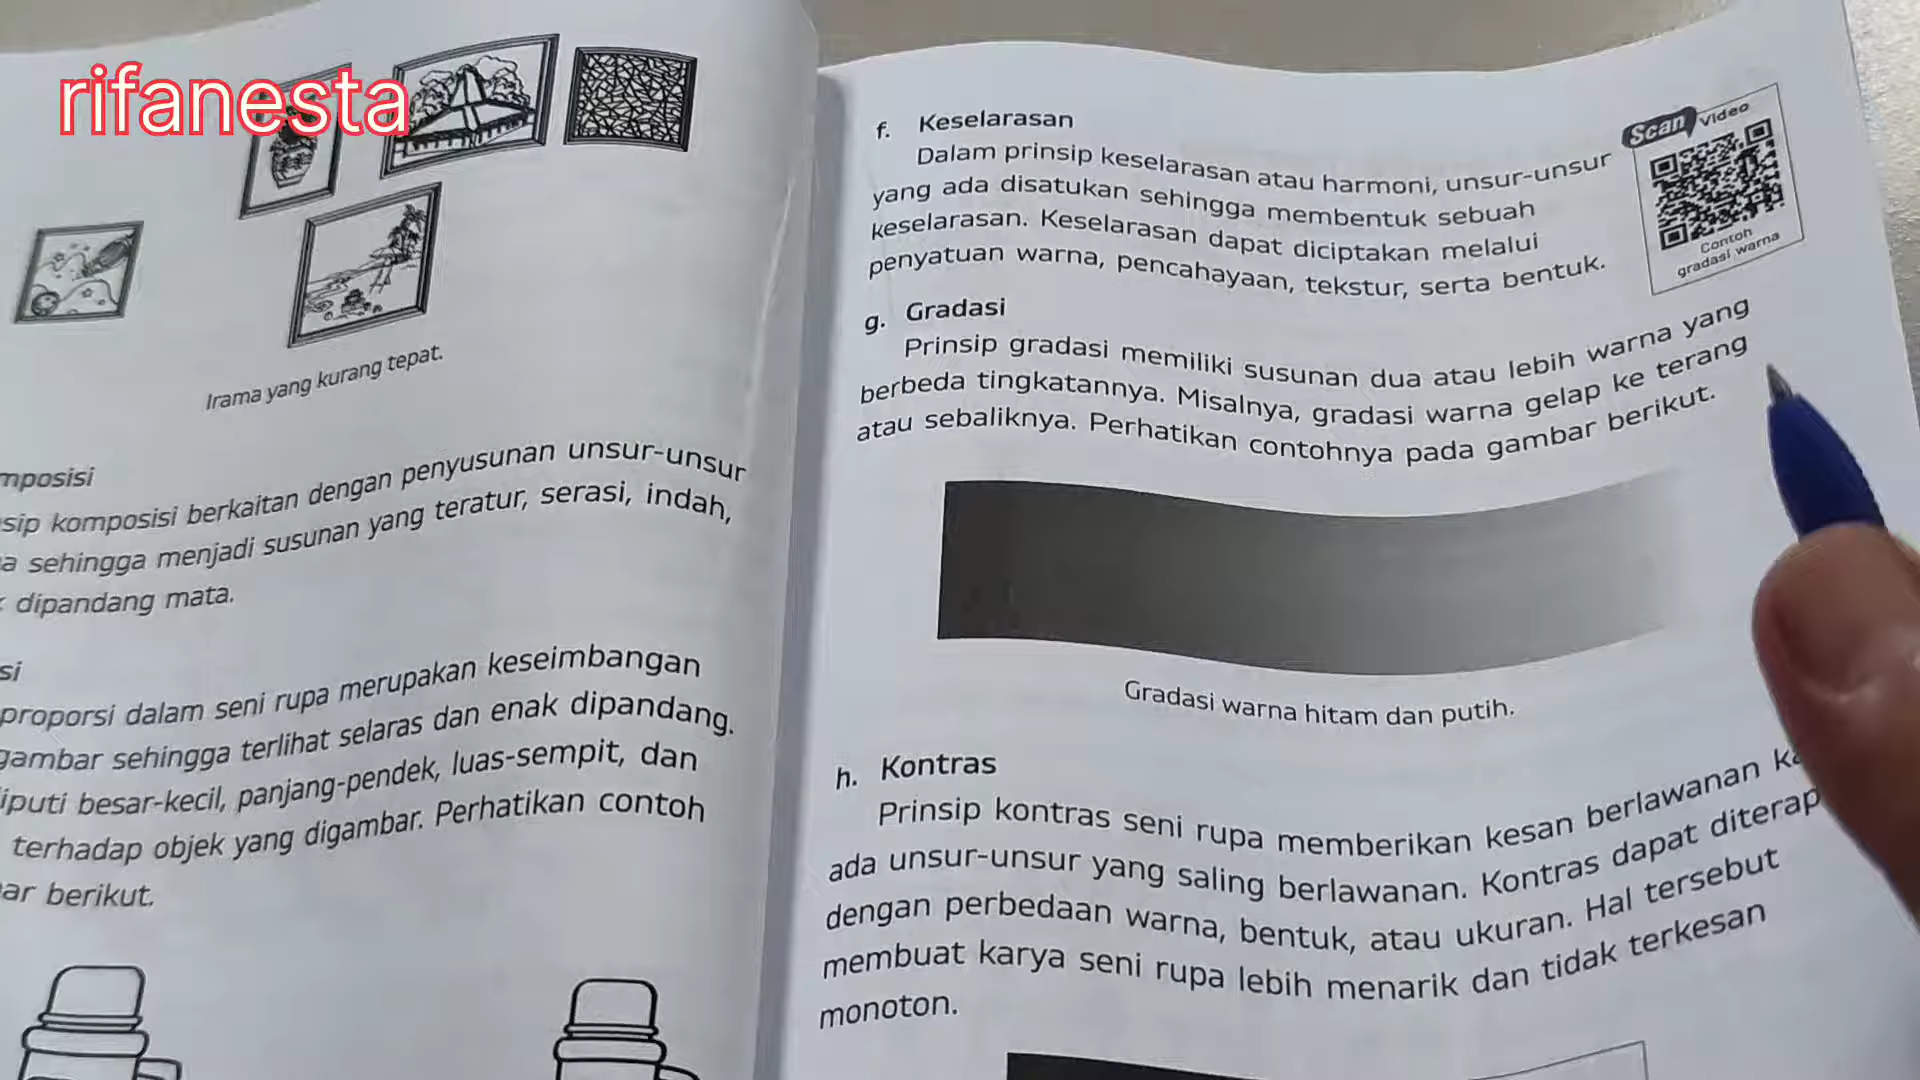 rifanesta
Irama yang kurang tepat.
komposisi berkaitan dengan penyusunan unsur-unsur
sehingga menjadi susunan yang teratur, serasi, indah,
dipandang mata.
proporsi dalam seni rupa merupakan keseimbangan
gambar sehingga terlihat selaras dan enak dipandang.
besar-kecil, panjang-pendek, luas-sempit, dan
terhadap objek yang digambar. Perhatikan contoh
berikut.
f. Keselarasan
Dalam prinsip keselarasan atau harmoni, unsur-unsur
yang ada disatukan sehingga membentuk sebuah
keselarasan. Keselarasan dapat diciptakan melalui
penyatuan warna, pencahayaan, tekstur, serta bentuk.
Scan Video
Contoh
gradasi warna
g. Gradasi
Prinsip gradasi memiliki susunan dua atau lebih warna yang
berbeda tingkatannya. Misalnya, gradasi warna gelap ke terang
atau sebaliknya. Perhatikan contohnya pada gambar berikut.
Gradasi warna hitam dan putih.
h. Kontras
Prinsip kontras seni rupa memberikan kesan berlawanan
ada unsur-unsur yang saling berlawanan. Kontras dapat
dengan perbedaan warna, bentuk, atau ukuran. Hal tersebut
membuat karya seni rupa lebih menarik dan tidak terkesan
monoton.